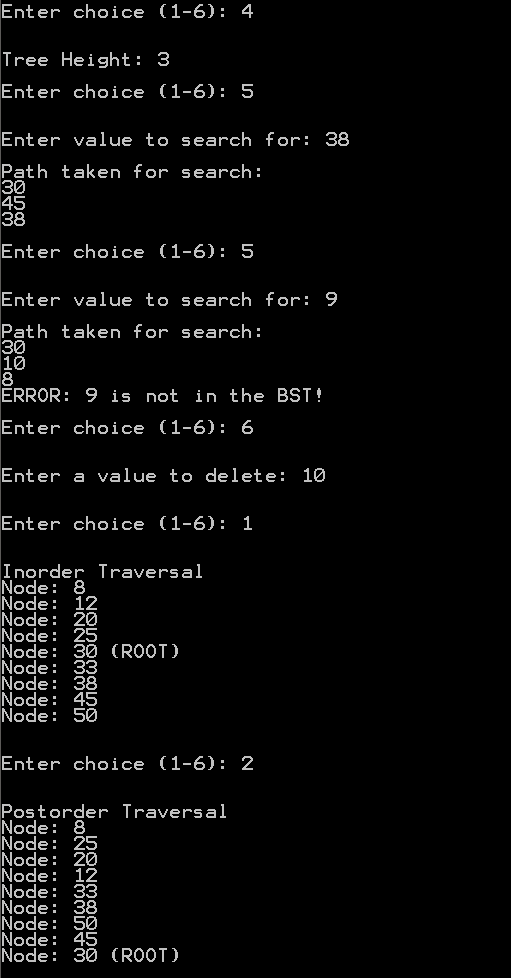 Enter choice (1-6): 4
Tree Height: 3
Enter choice (1-6): 5
Enter value to search for: 38
Path taken for search:
30
45
38
Enter choice (1-6): 5
Enter value to search for: 9
Path taken for search:
30
10
8
ERROR: 9 is not in the BST!
Enter choice (1-6): 6
Enter a value to delete: 10
Enter choice (1-6): 1
Inorder Traversal
Node: 8
Node: 12
Node: 20
Node: 25
Node: 30 (ROOT)
Node: 33
Node: 38
Node: 45
Node: 50
Enter choice (1-6): 2
Postorder Traversal
Node: 8
Node: 25
Node: 20
Node: 12
Node: 33
Node: 38
Node: 50
Node: 45
Node: 30 (ROOT)